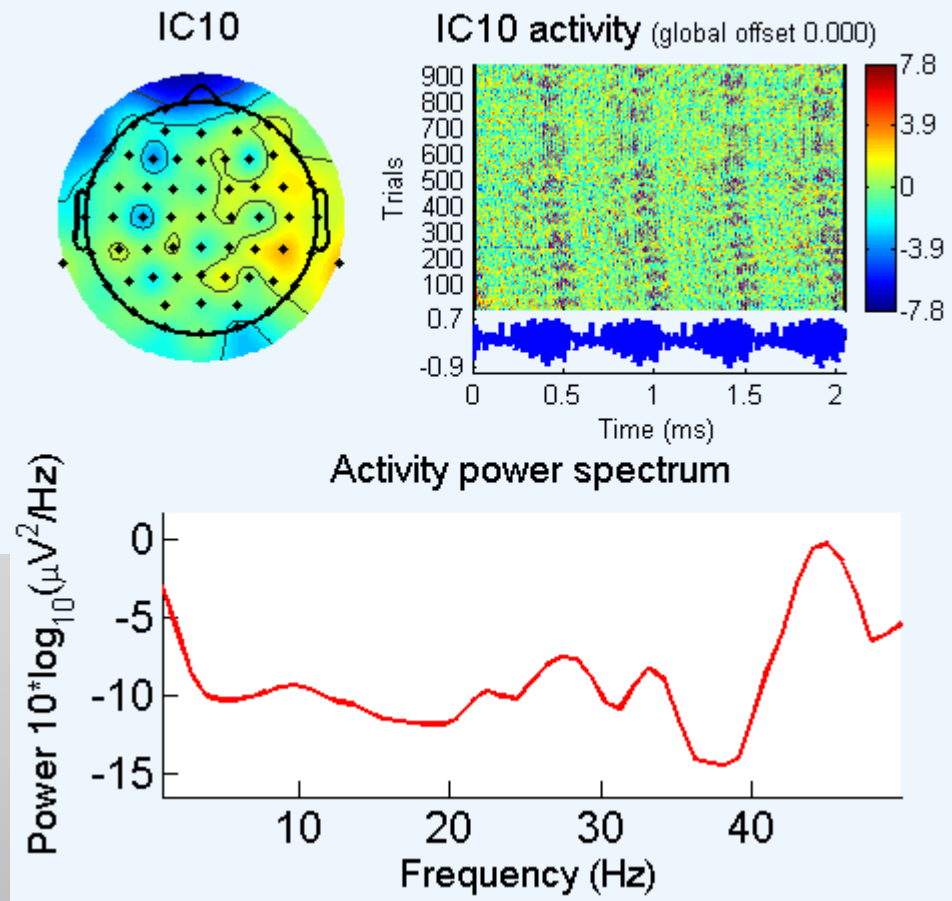 IC10
IC10 activity (global offset 0.000)
Trials
900
800
700
600
500
400
300
200
100
0.7
-0.9
0 0.5 1 1.5 2
Time (ms)
7.8
3.9
0
-3.9
-7.8
Activity power spectrum
Power 10*log₁₀(μV²/Hz)
0
-5
-10
-15
10 20 30 40
Frequency (Hz)